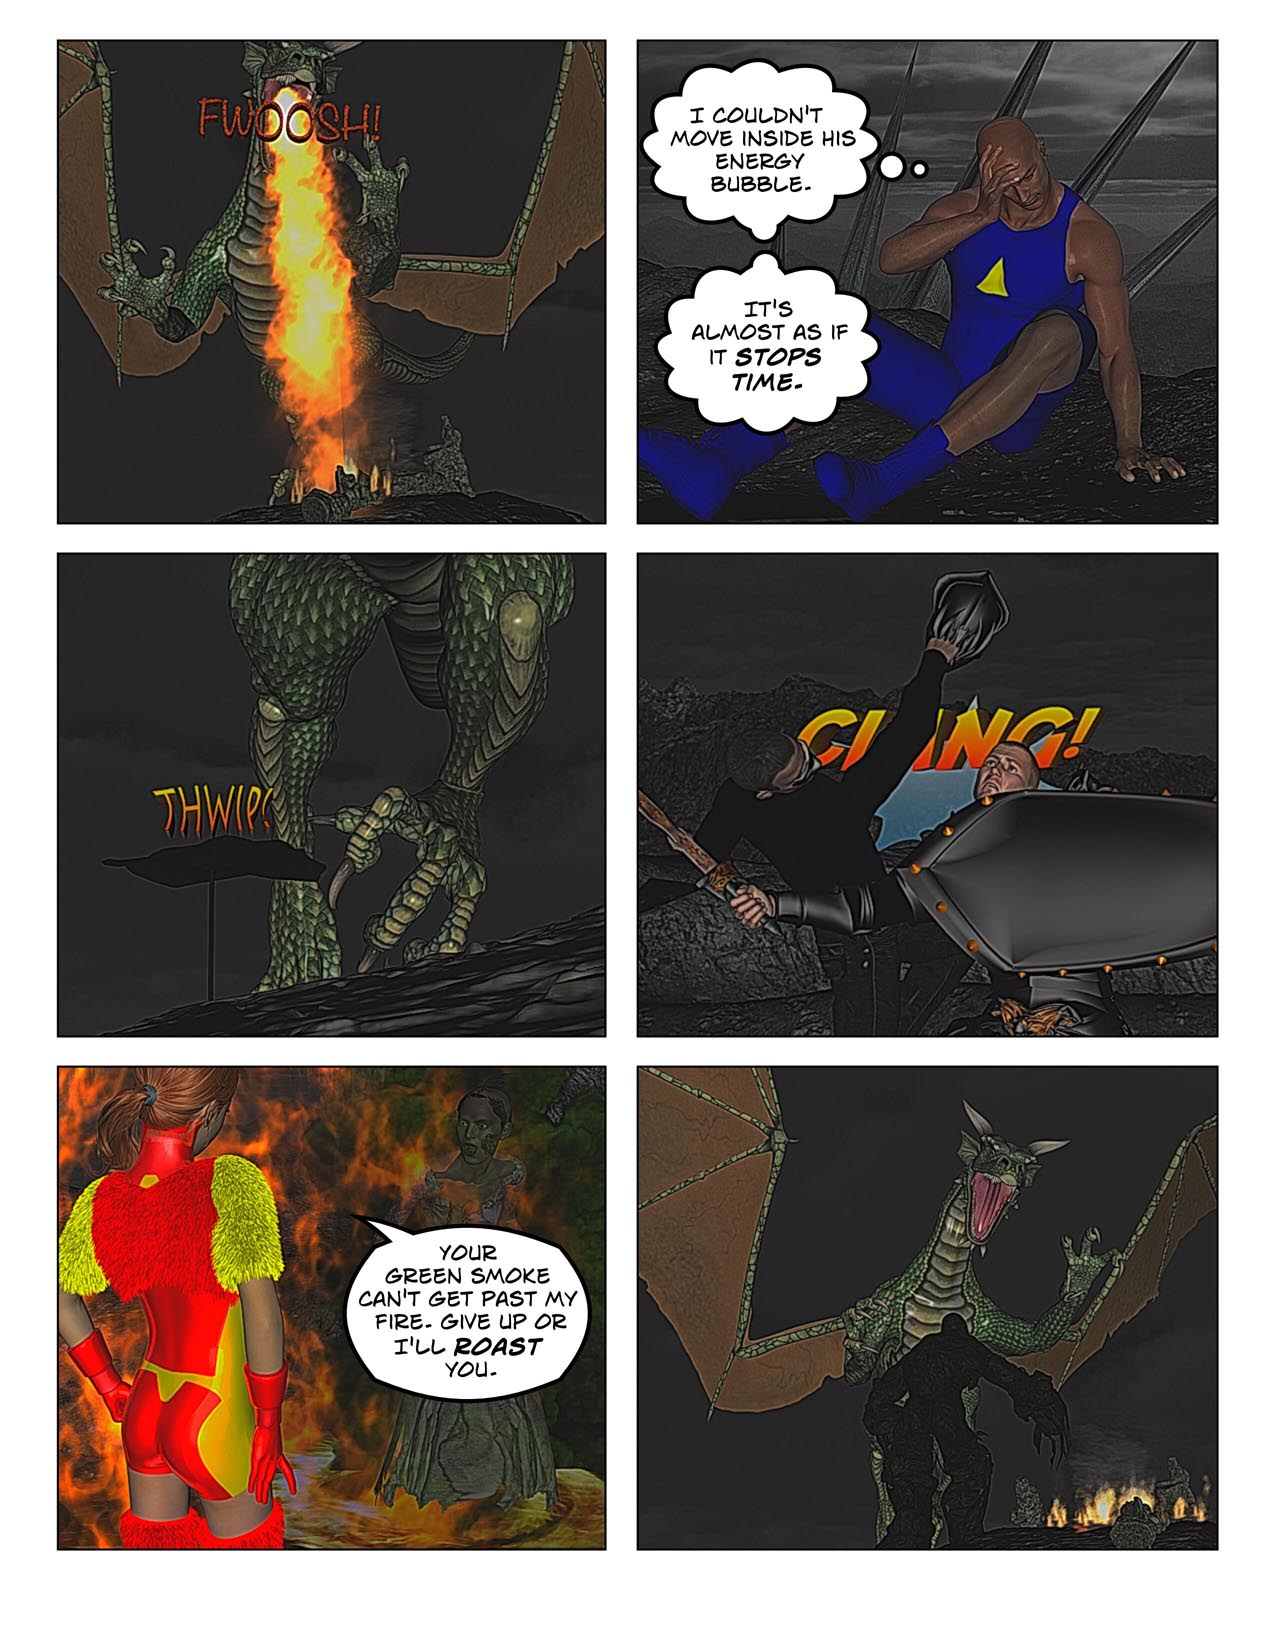 FWOOSH!
I COULDN'T
MOVE INSIDE HIS
ENERGY
BUBBLE.
IT'S
ALMOST AS IF
IT STOPS
TIME.
THWIP!
CLANG!
YOUR
GREEN SMOKE
CAN'T GET PAST MY
FIRE. GIVE UP OR
I'LL ROAST
YOU.